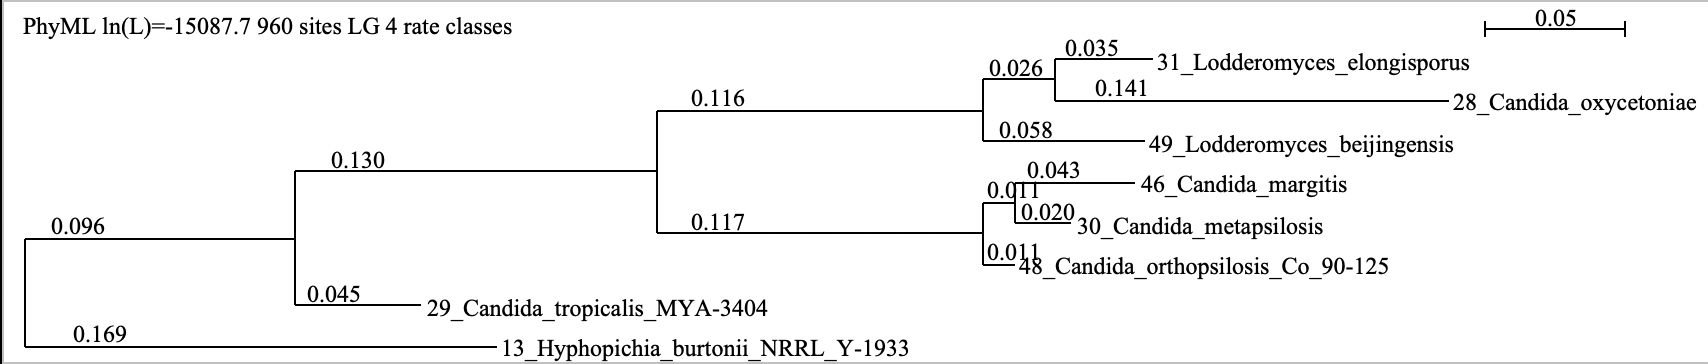 PhyML ln(L)=-15087.7 960 sites LG 4 rate classes
0.05
0.035
31_Lodderomyces_elongisporus
0.026
0.141
28_Candida_oxycetoniae
0.116
0.058
49_Lodderomyces_beijingensis
0.130
0.043
46_Candida_margitis
0.011
0.020
30_Candida_metapsilosis
0.117
0.096
0.011
48_Candida_orthopsilosis_Co_90-125
0.045
29_Candida_tropicalis_MYA-3404
0.169
13_Hyphopichia_burtonii_NRRL_Y-1933